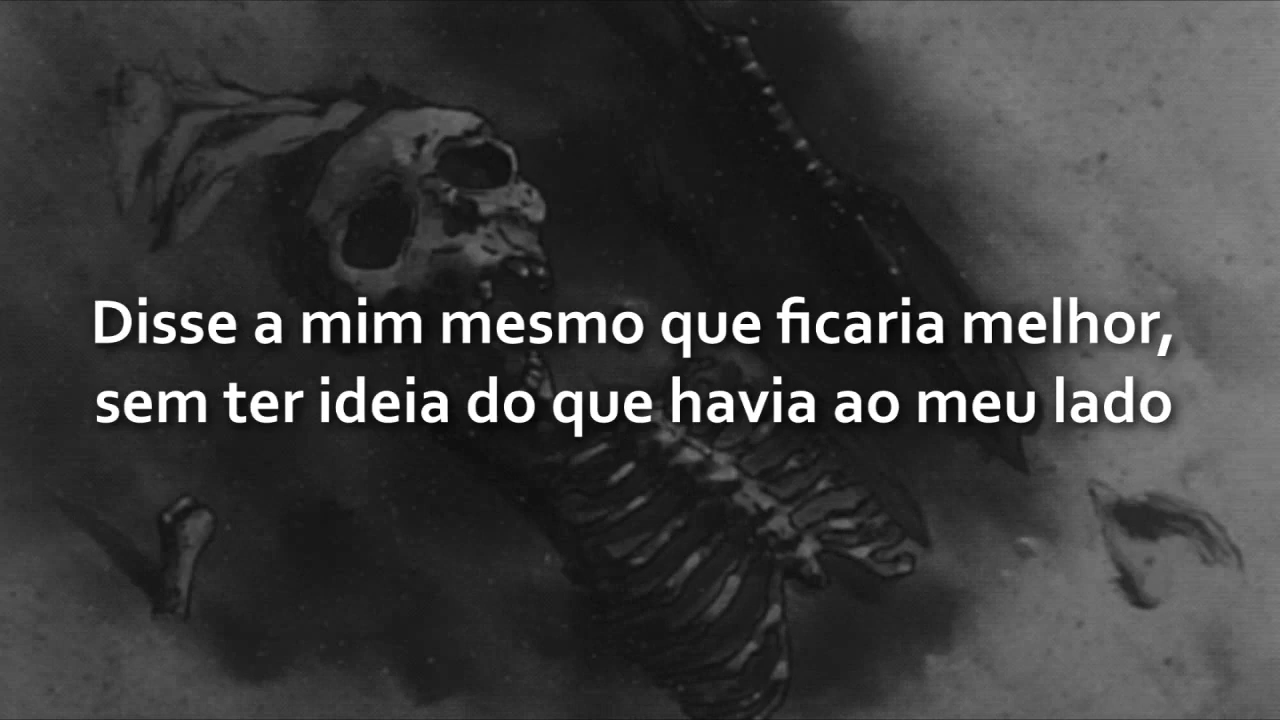 Disse a mim mesmo que ficaria melhor,
sem ter ideia do que havia ao meu lado